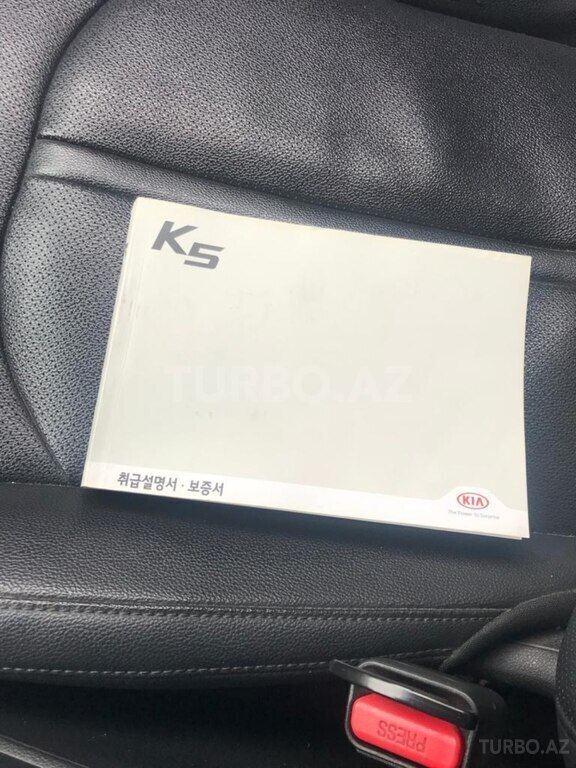 K5
TURBO.AZ
취급설명서 · 보증서
KIA
The Power to Surprise
PRESS
TURBO.AZ